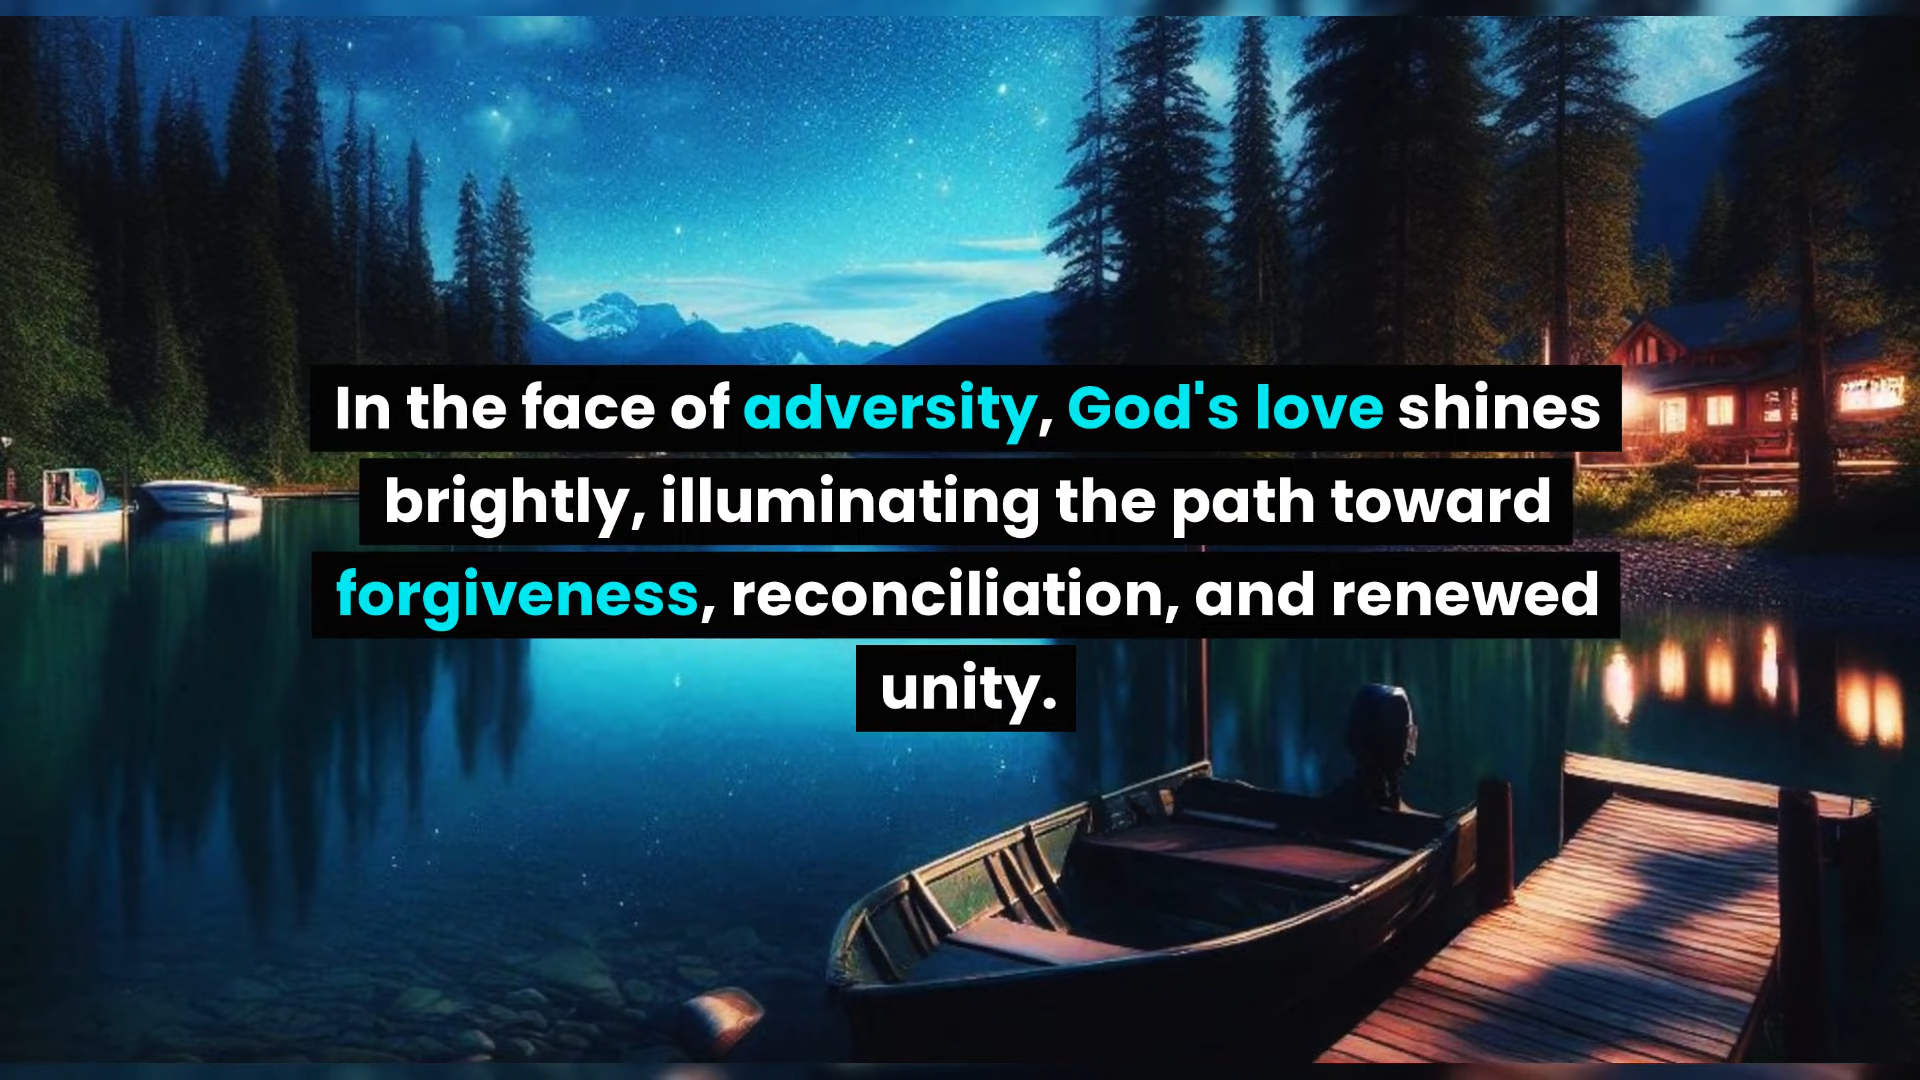 In the face of adversity, God's love shines
brightly, illuminating the path toward
forgiveness, reconciliation, and renewed
unity.